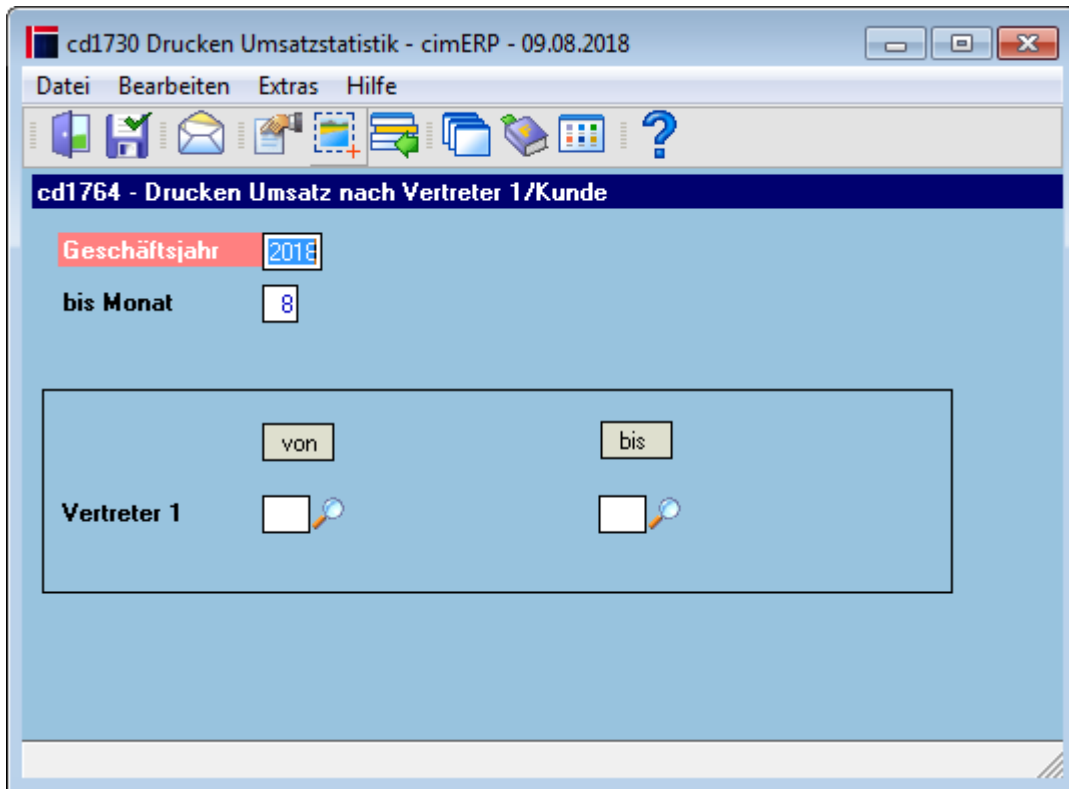 cd1730 Drucken Umsatzstatistik - cimERP - 09.08.2018
Datei Bearbeiten Extras Hilfe
cd1764 - Drucken Umsatz nach Vertreter 1/Kunde
Geschäftsjahr 2018
bis Monat 8
von bis
Vertreter 1